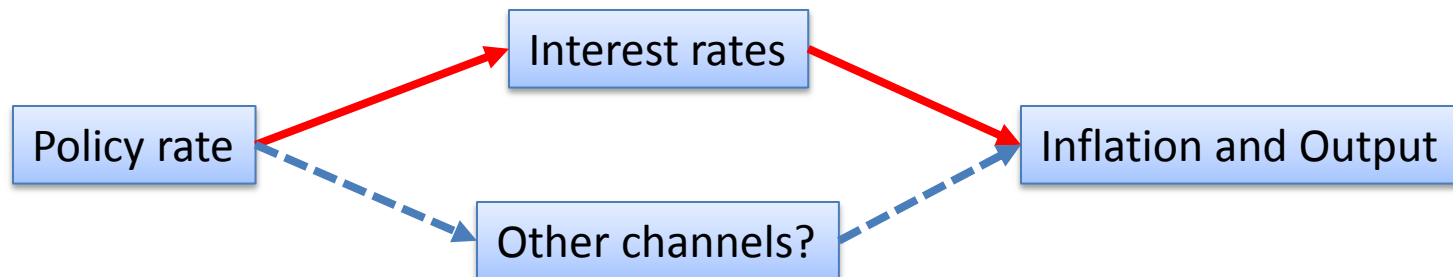 Interest rates
Policy rate
Inflation and Output
Other channels?